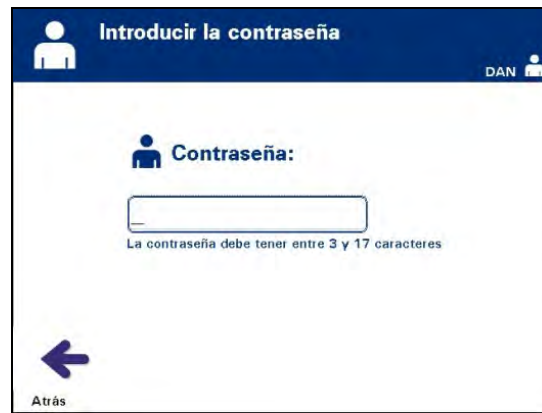 Introducir la contraseña
DAN
Contraseña:
La contraseña debe tener entre 3 y 17 caracteres
Atrás